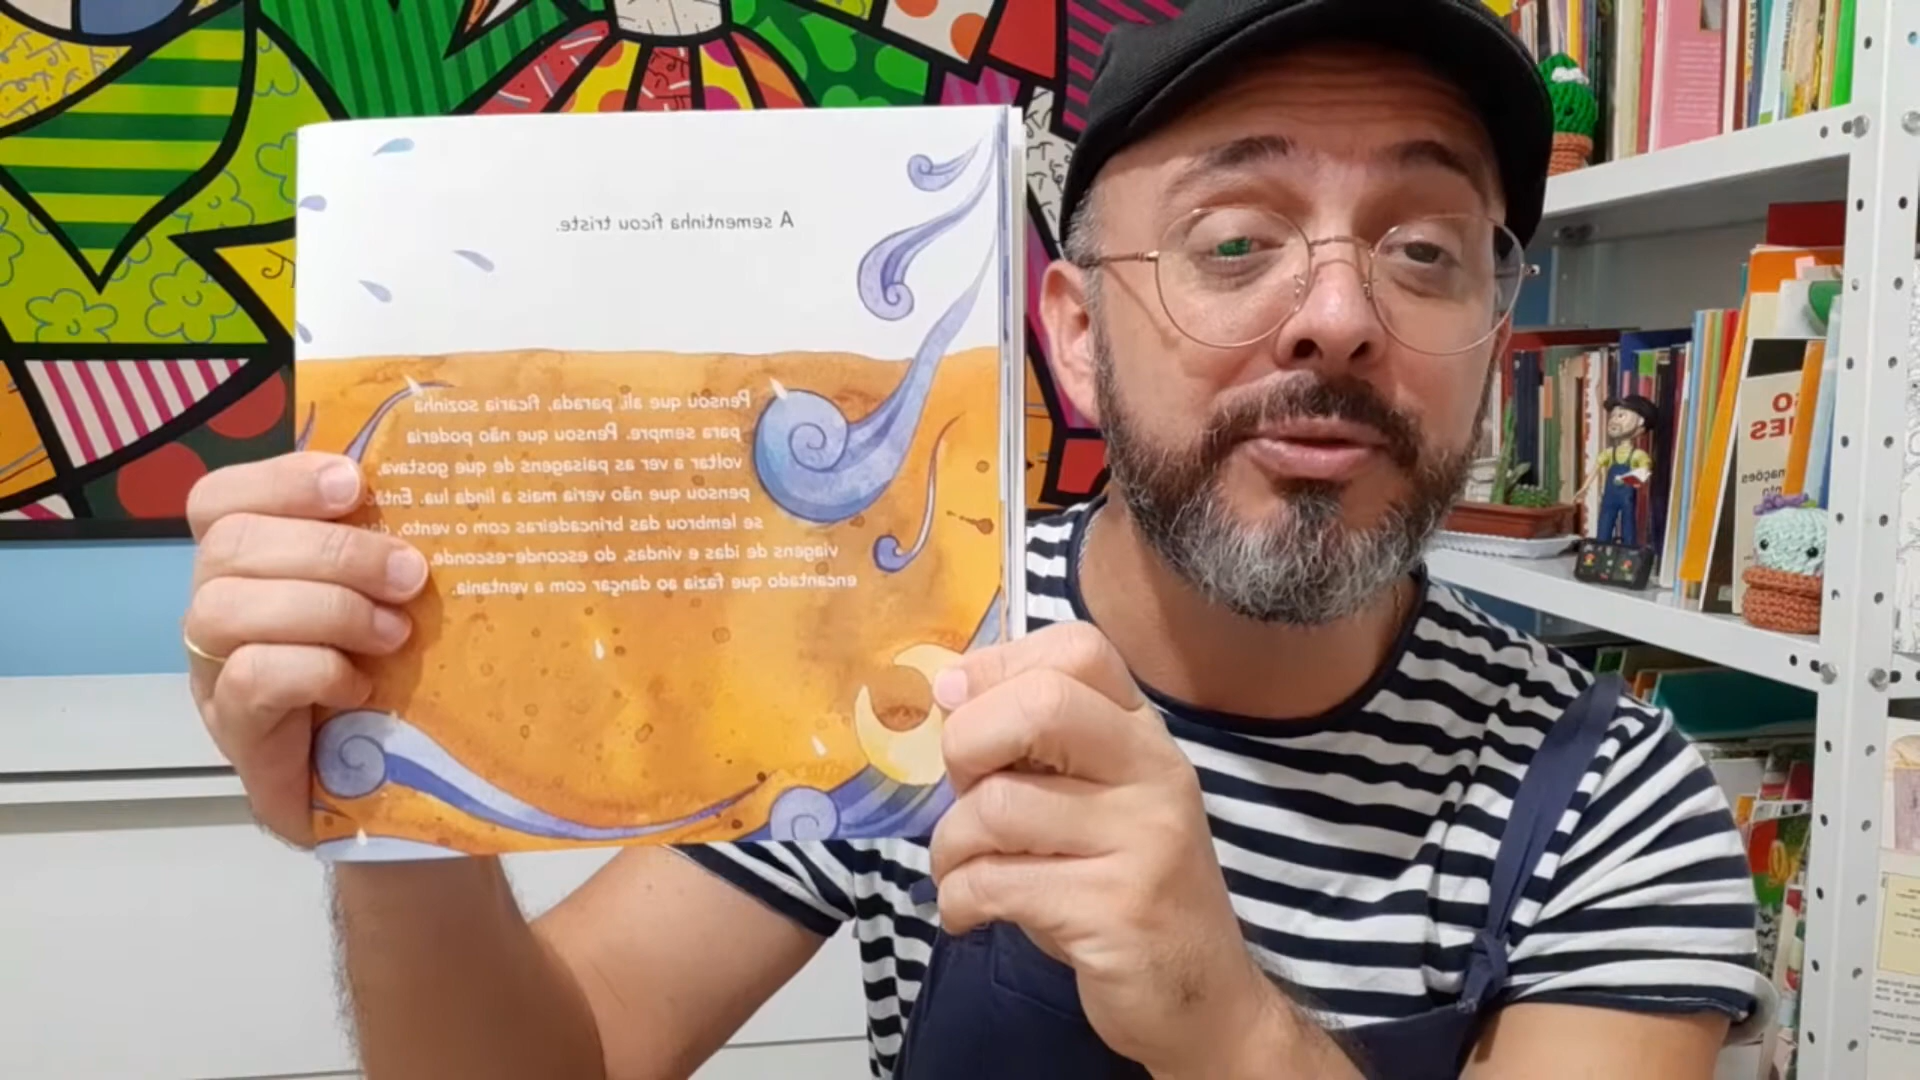 A sementinha ficou triste.
Pensou que ali, parada, ficaria sozinha
para sempre. Pensou que não poderia
voltar a ver as paisagens de que gostava,
pensou que não veria mais a linda lua. Então
se lembrou das brincadeiras com o vento, das
viagens de idas e vindas, do esconde-esconde
encantado que fazia ao dançar com a ventania.